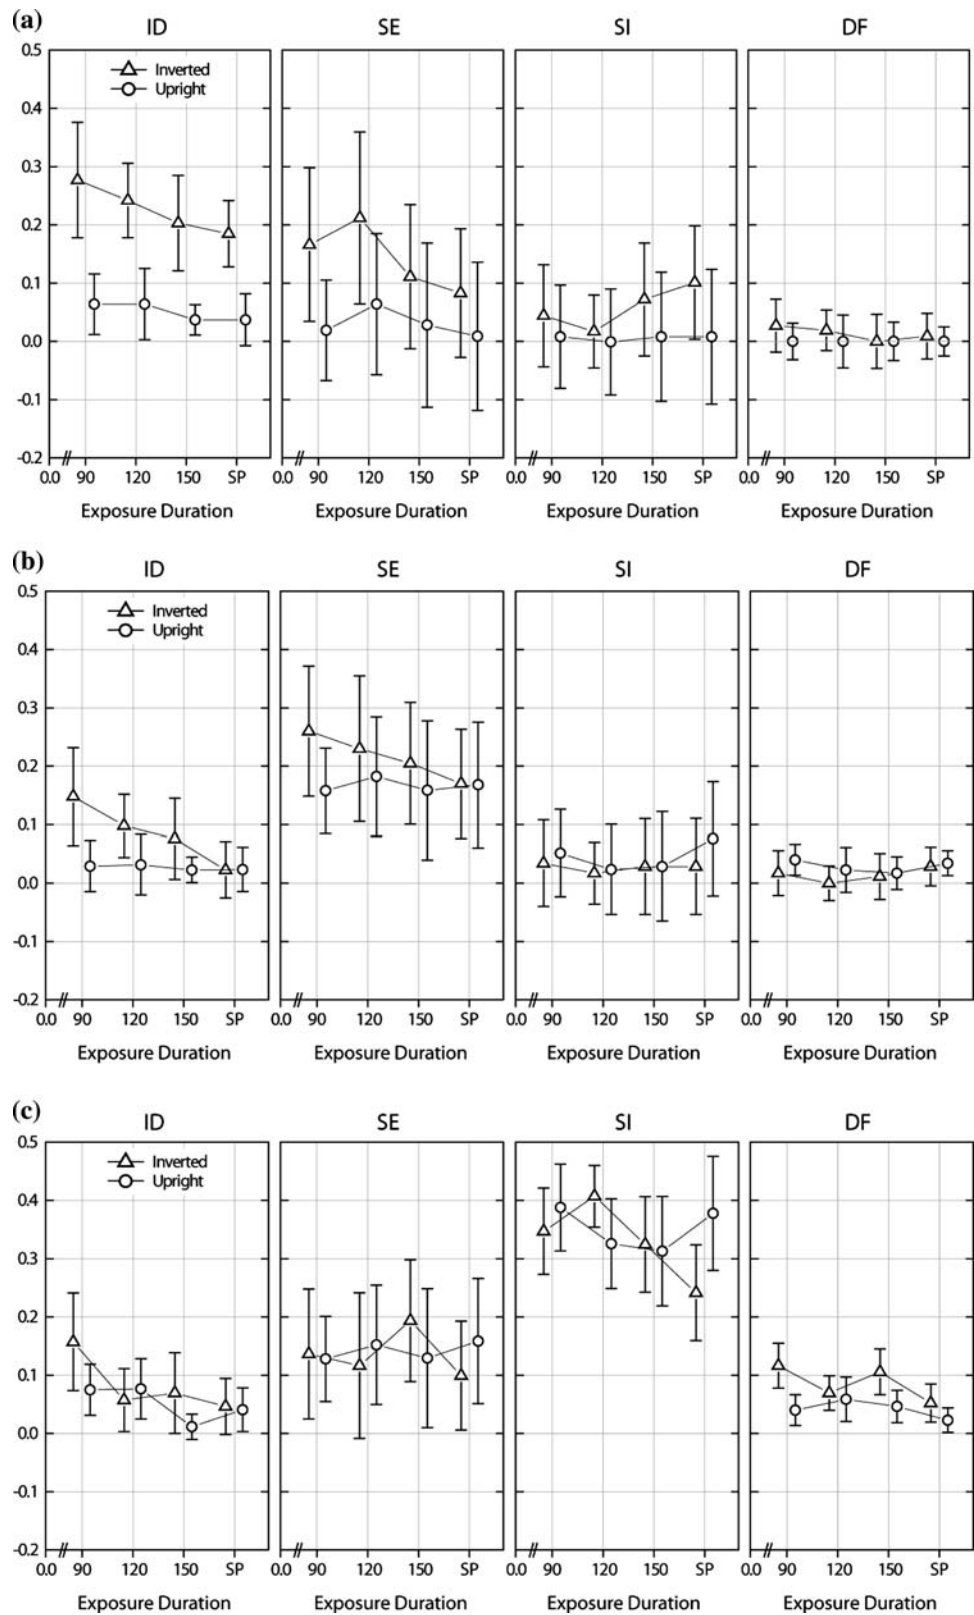 (a)
ID SE SI DF
0.5
Inverted
Upright
0.4
0.3
0.2
0.1
0.0
-0.1
-0.2
0.0 90 120 150 SP 0.0 90 120 150 SP 0.0 90 120 150 SP 0.0 90 120 150 SP
Exposure Duration Exposure Duration Exposure Duration Exposure Duration
(b)
ID SE SI DF
0.5
Inverted
Upright
0.4
0.3
0.2
0.1
0.0
-0.1
-0.2
0.0 90 120 150 SP 0.0 90 120 150 SP 0.0 90 120 150 SP 0.0 90 120 150 SP
Exposure Duration Exposure Duration Exposure Duration Exposure Duration
(c)
ID SE SI DF
0.5
Inverted
Upright
0.4
0.3
0.2
0.1
0.0
-0.1
-0.2
0.0 90 120 150 SP 0.0 90 120 150 SP 0.0 90 120 150 SP 0.0 90 120 150 SP
Exposure Duration Exposure Duration Exposure Duration Exposure Duration